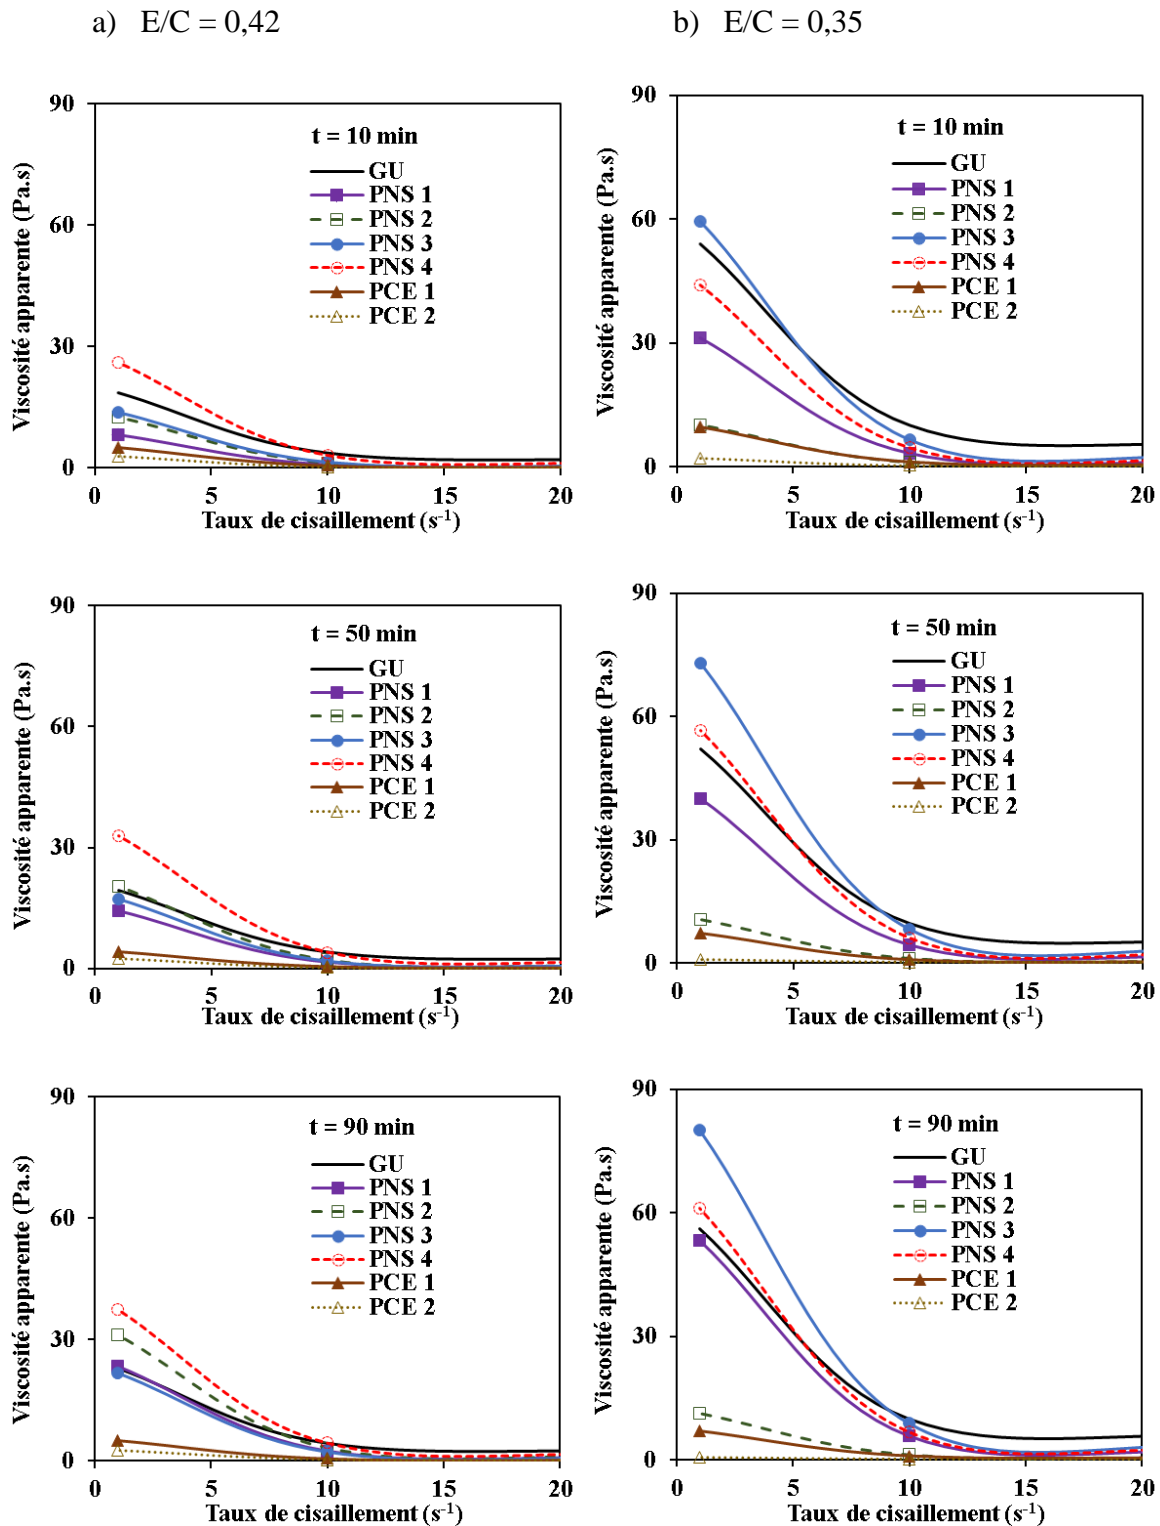 a) E/C = 0,42
b) E/C = 0,35
90
60
30
0
0 5 10 15 20
Viscosité apparente (Pa.s)
Taux de cisaillement (s⁻¹)
t = 10 min
GU
PNS 1
PNS 2
PNS 3
PNS 4
PCE 1
PCE 2
90
60
30
0
0 5 10 15 20
Viscosité apparente (Pa.s)
Taux de cisaillement (s⁻¹)
t = 10 min
GU
PNS 1
PNS 2
PNS 3
PNS 4
PCE 1
PCE 2
90
60
30
0
0 5 10 15 20
Viscosité apparente (Pa.s)
Taux de cisaillement (s⁻¹)
t = 50 min
GU
PNS 1
PNS 2
PNS 3
PNS 4
PCE 1
PCE 2
90
60
30
0
0 5 10 15 20
Viscosité apparente (Pa.s)
Taux de cisaillement (s⁻¹)
t = 50 min
GU
PNS 1
PNS 2
PNS 3
PNS 4
PCE 1
PCE 2
90
60
30
0
0 5 10 15 20
Viscosité apparente (Pa.s)
Taux de cisaillement (s⁻¹)
t = 90 min
GU
PNS 1
PNS 2
PNS 3
PNS 4
PCE 1
PCE 2
90
60
30
0
0 5 10 15 20
Viscosité apparente (Pa.s)
Taux de cisaillement (s⁻¹)
t = 90 min
GU
PNS 1
PNS 2
PNS 3
PNS 4
PCE 1
PCE 2